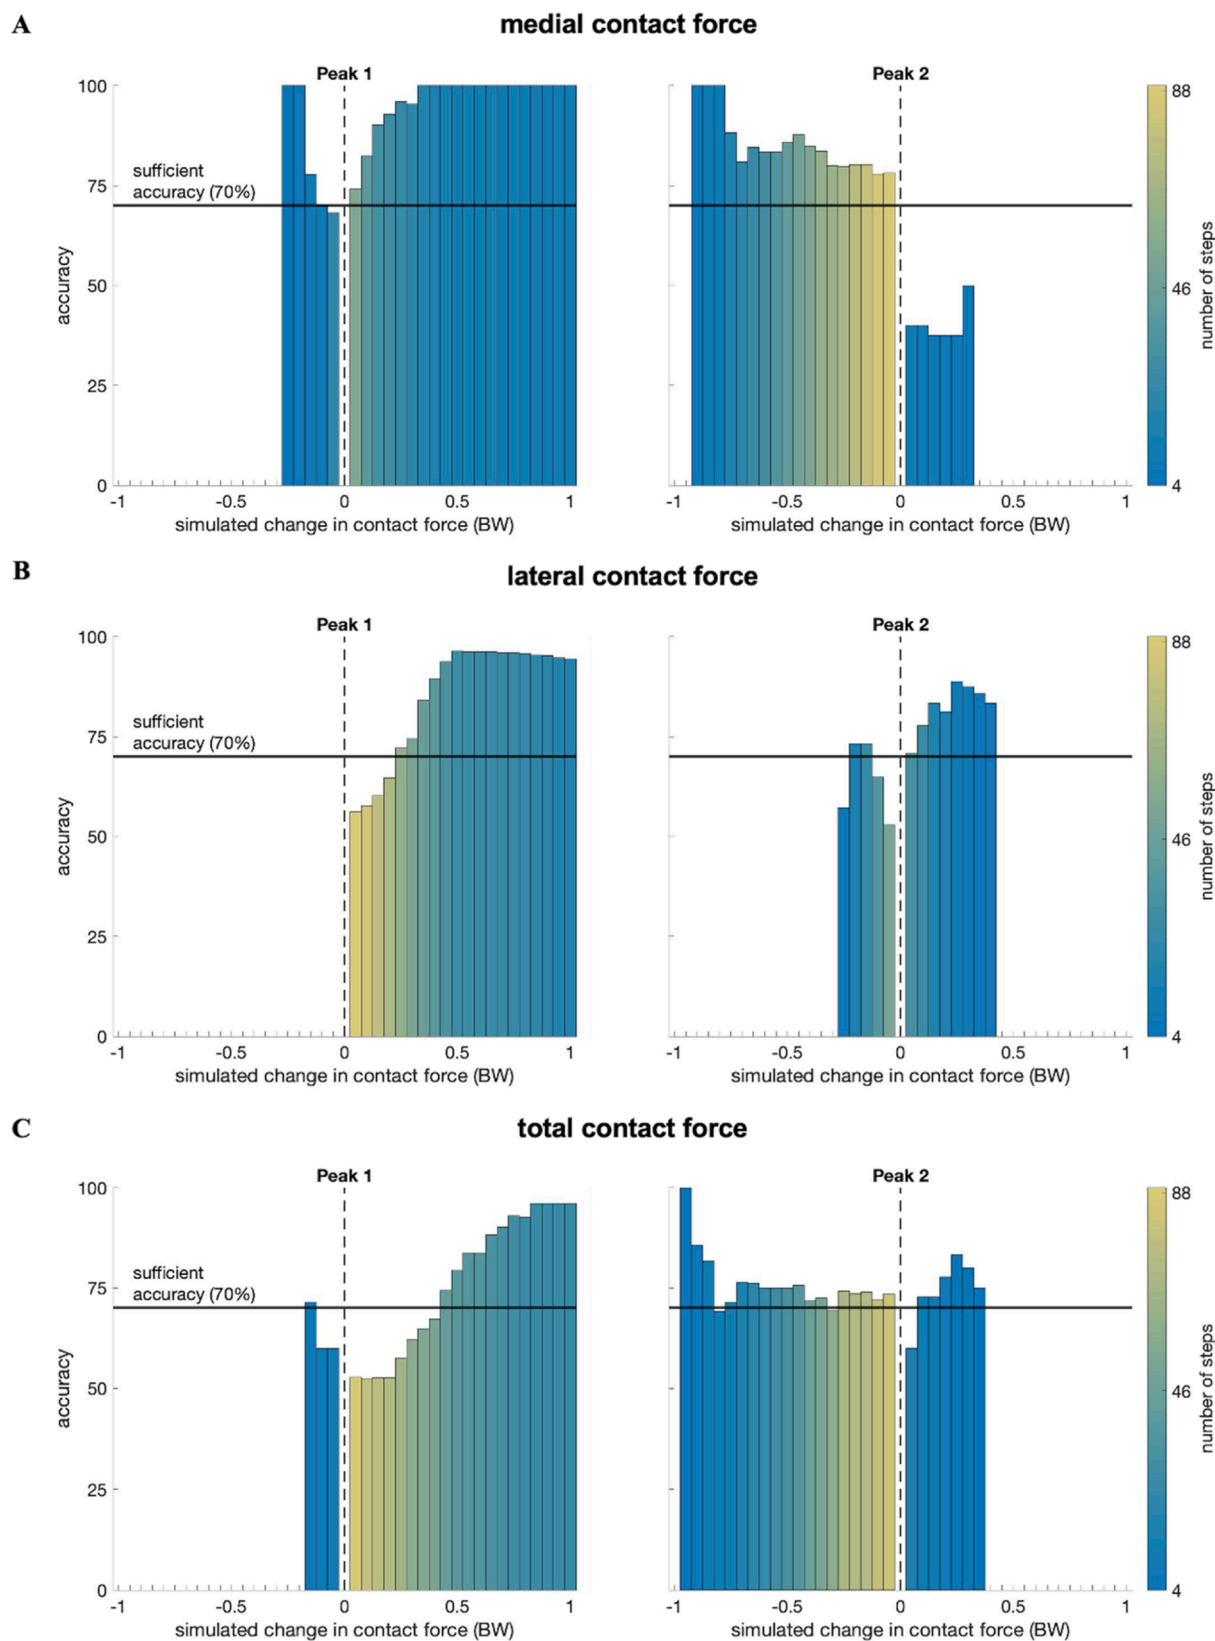 A
medial contact force
Peak 1
Peak 2
100
75
50
25
0
accuracy
sufficient
accuracy (70%)
-1 -0.5 0 0.5 1
simulated change in contact force (BW)
-1 -0.5 0 0.5 1
simulated change in contact force (BW)
88
46
4
number of steps
B
lateral contact force
Peak 1
Peak 2
100
75
50
25
0
accuracy
sufficient
accuracy (70%)
-1 -0.5 0 0.5 1
simulated change in contact force (BW)
-1 -0.5 0 0.5 1
simulated change in contact force (BW)
88
46
4
number of steps
C
total contact force
Peak 1
Peak 2
100
75
50
25
0
accuracy
sufficient
accuracy (70%)
-1 -0.5 0 0.5 1
simulated change in contact force (BW)
-1 -0.5 0 0.5 1
simulated change in contact force (BW)
88
46
4
number of steps